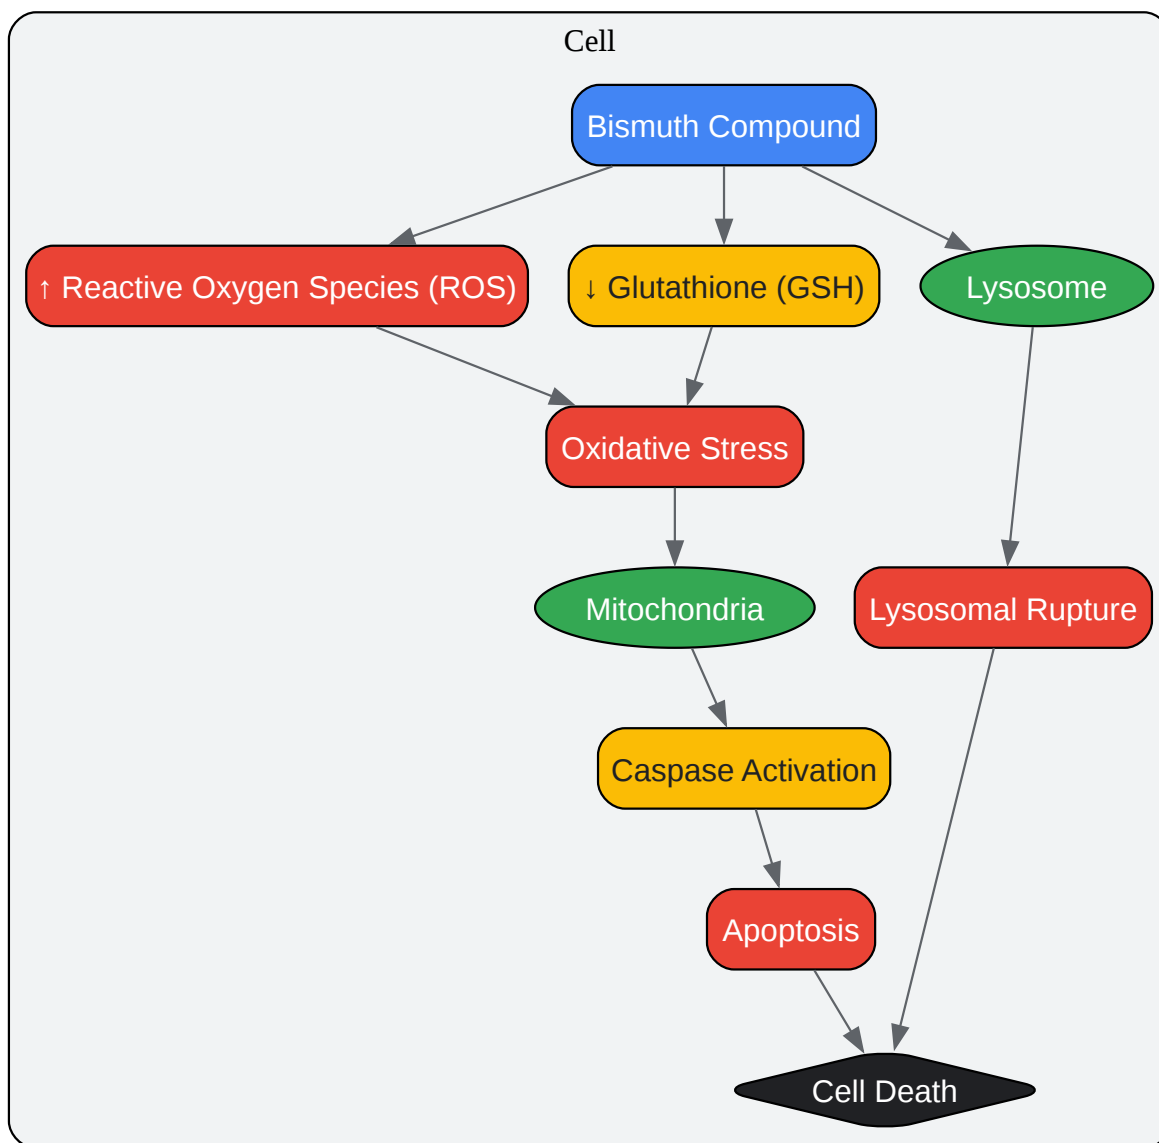 Cell
Bismuth Compound
↑ Reactive Oxygen Species (ROS)
↓ Glutathione (GSH)
Lysosome
Oxidative Stress
Mitochondria
Lysosomal Rupture
Caspase Activation
Apoptosis
Cell Death